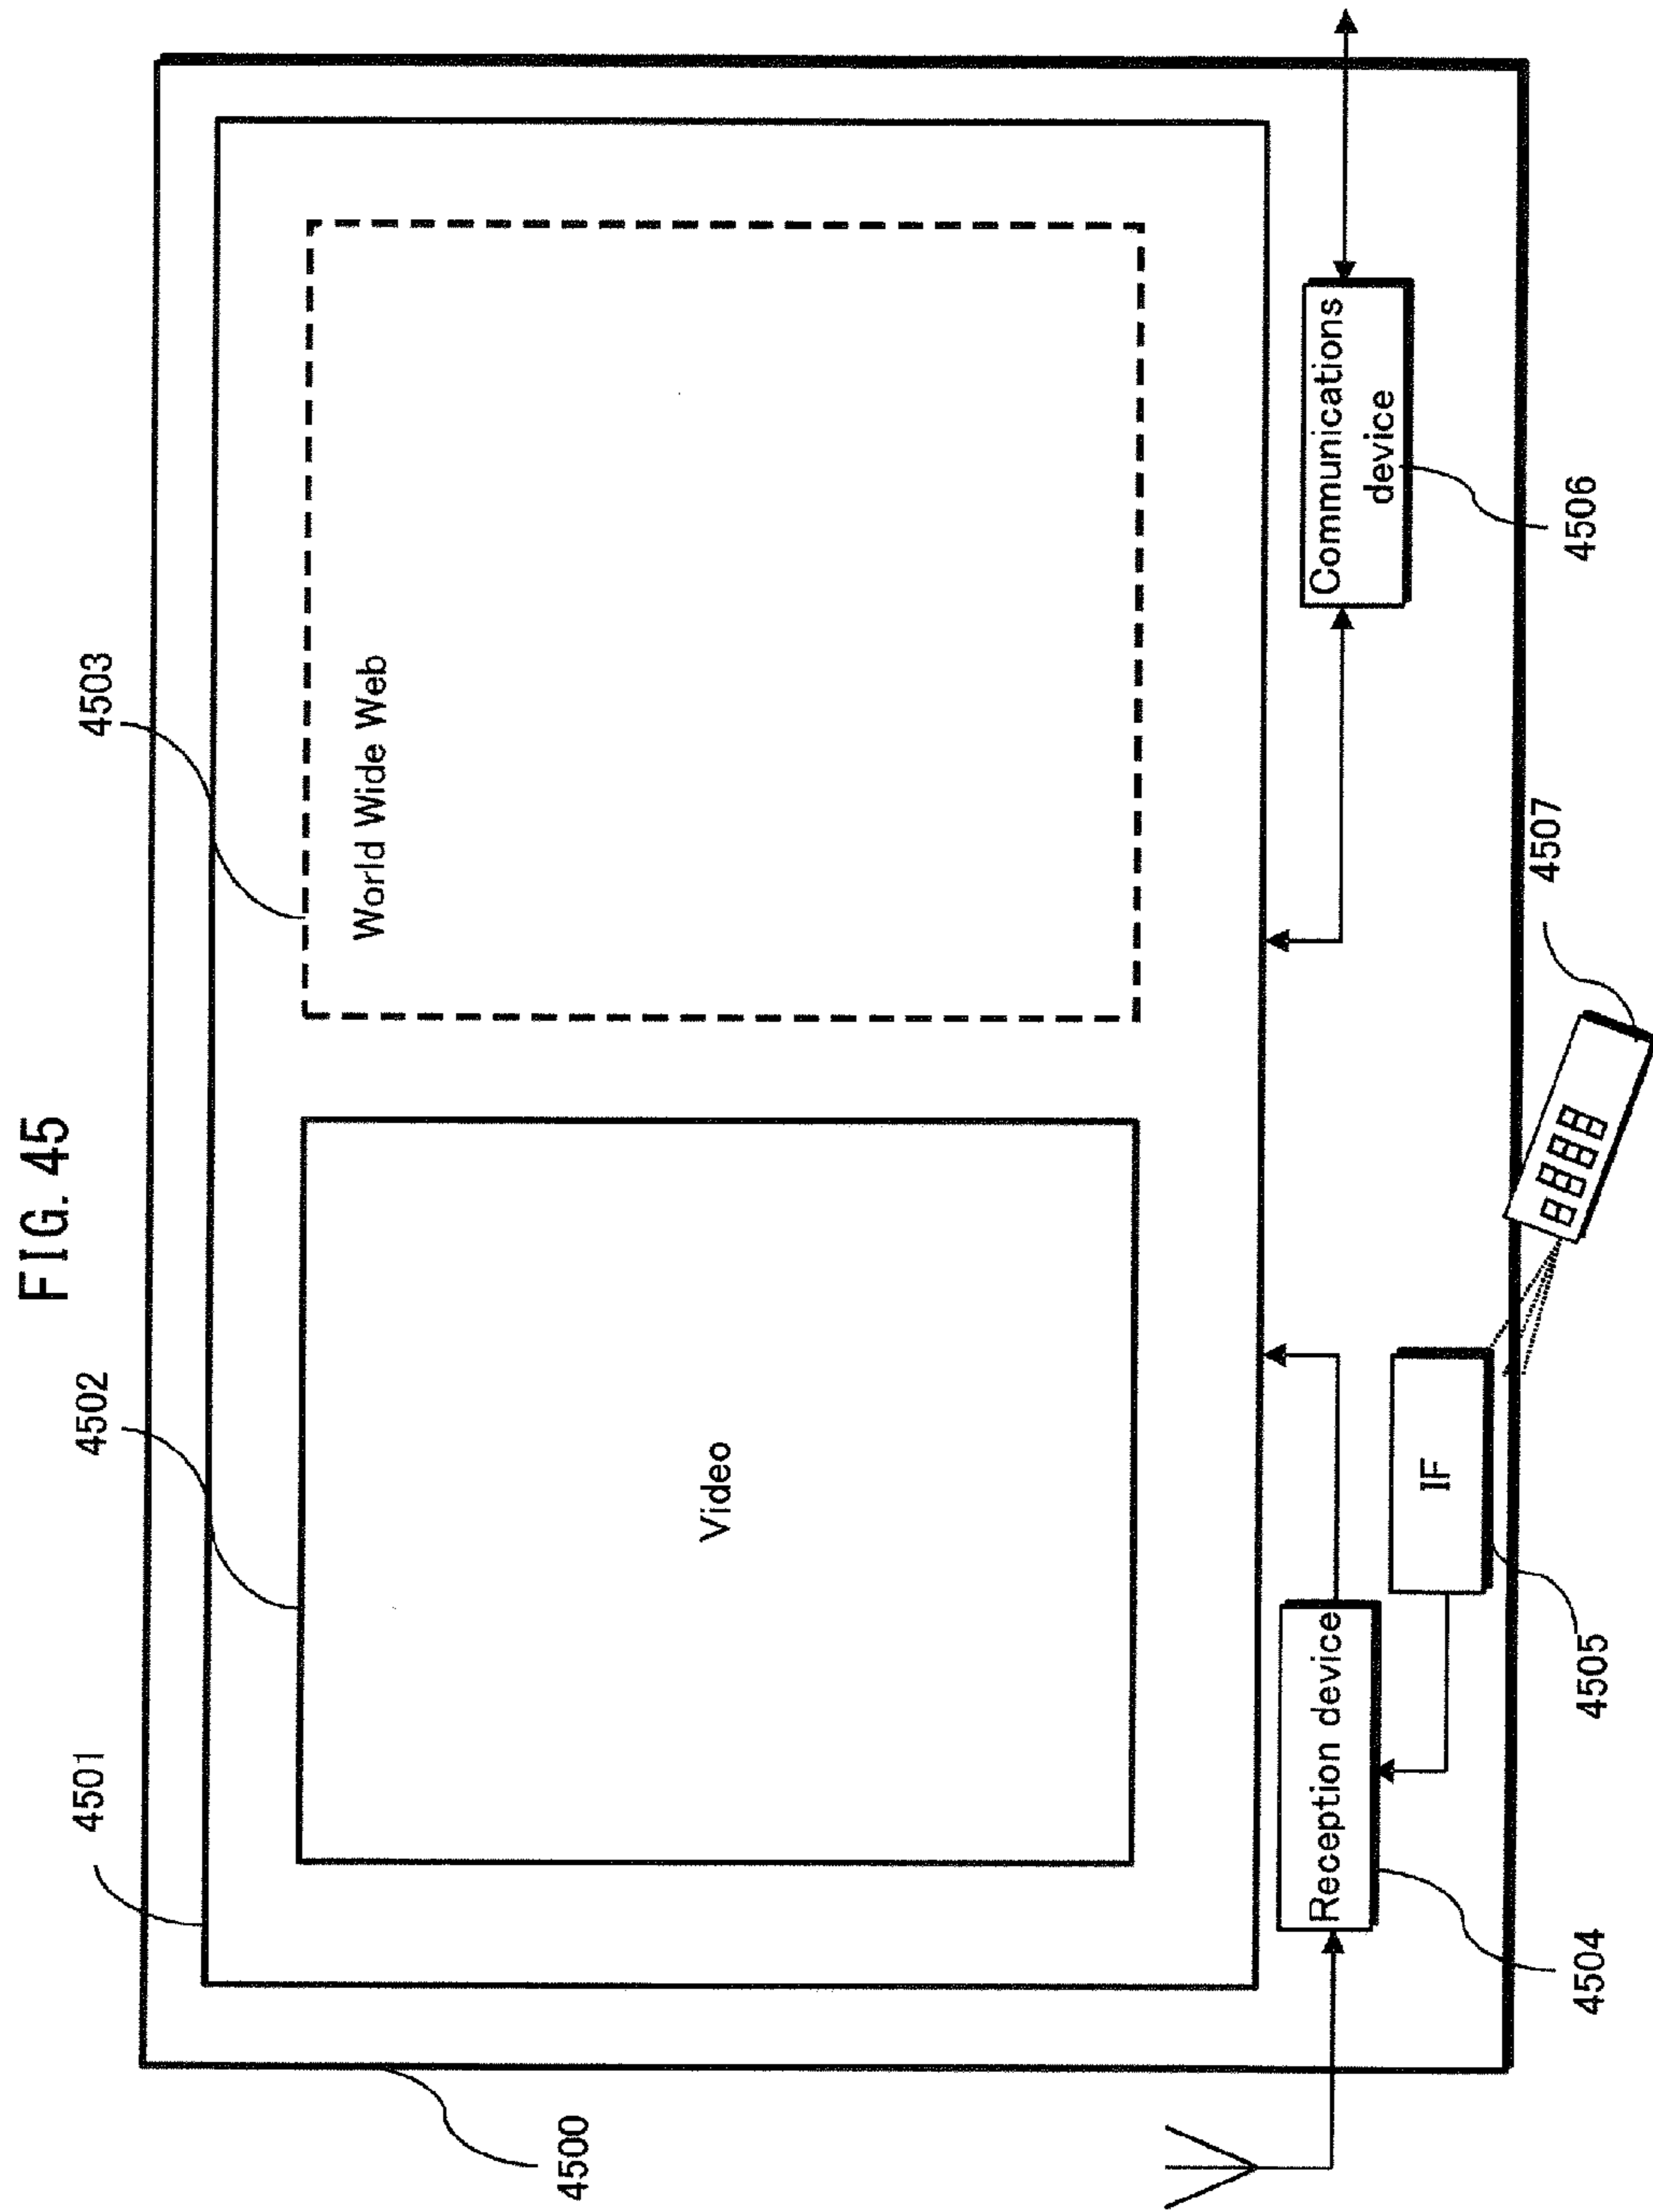 FIG. 45
4501
4502
4503
4500
Video
World Wide Web
Reception device
Communications
device
IF
4504
4505
4507
4506